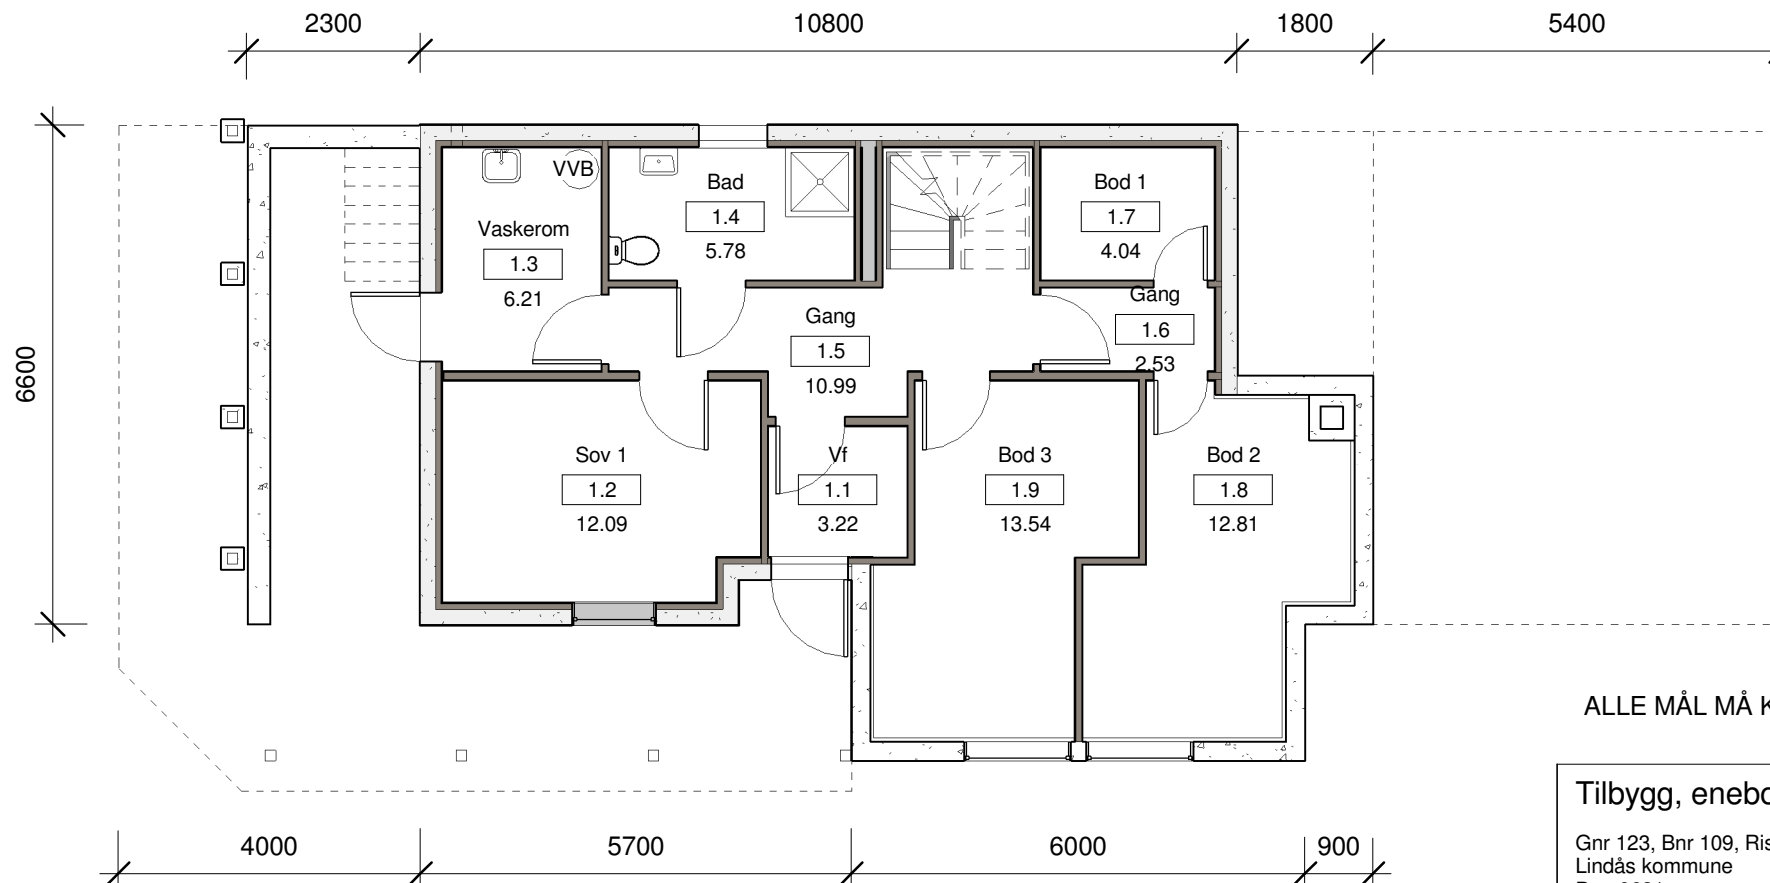 2300
10800
1800
5400
6600
VVB
Vaskerom
1.3
6.21
Bad
1.4
5.78
Bod 1
1.7
4.04
Gang
1.5
10.99
Gang
1.6
2.53
Sov 1
1.2
12.09
Vf
1.1
3.22
Bod 3
1.9
13.54
Bod 2
1.8
12.81
ALLE MÅL MÅ
Tilbygg,
Gnr 123, Bnr 109,
Lindås kommune
4000
5700
6000
900